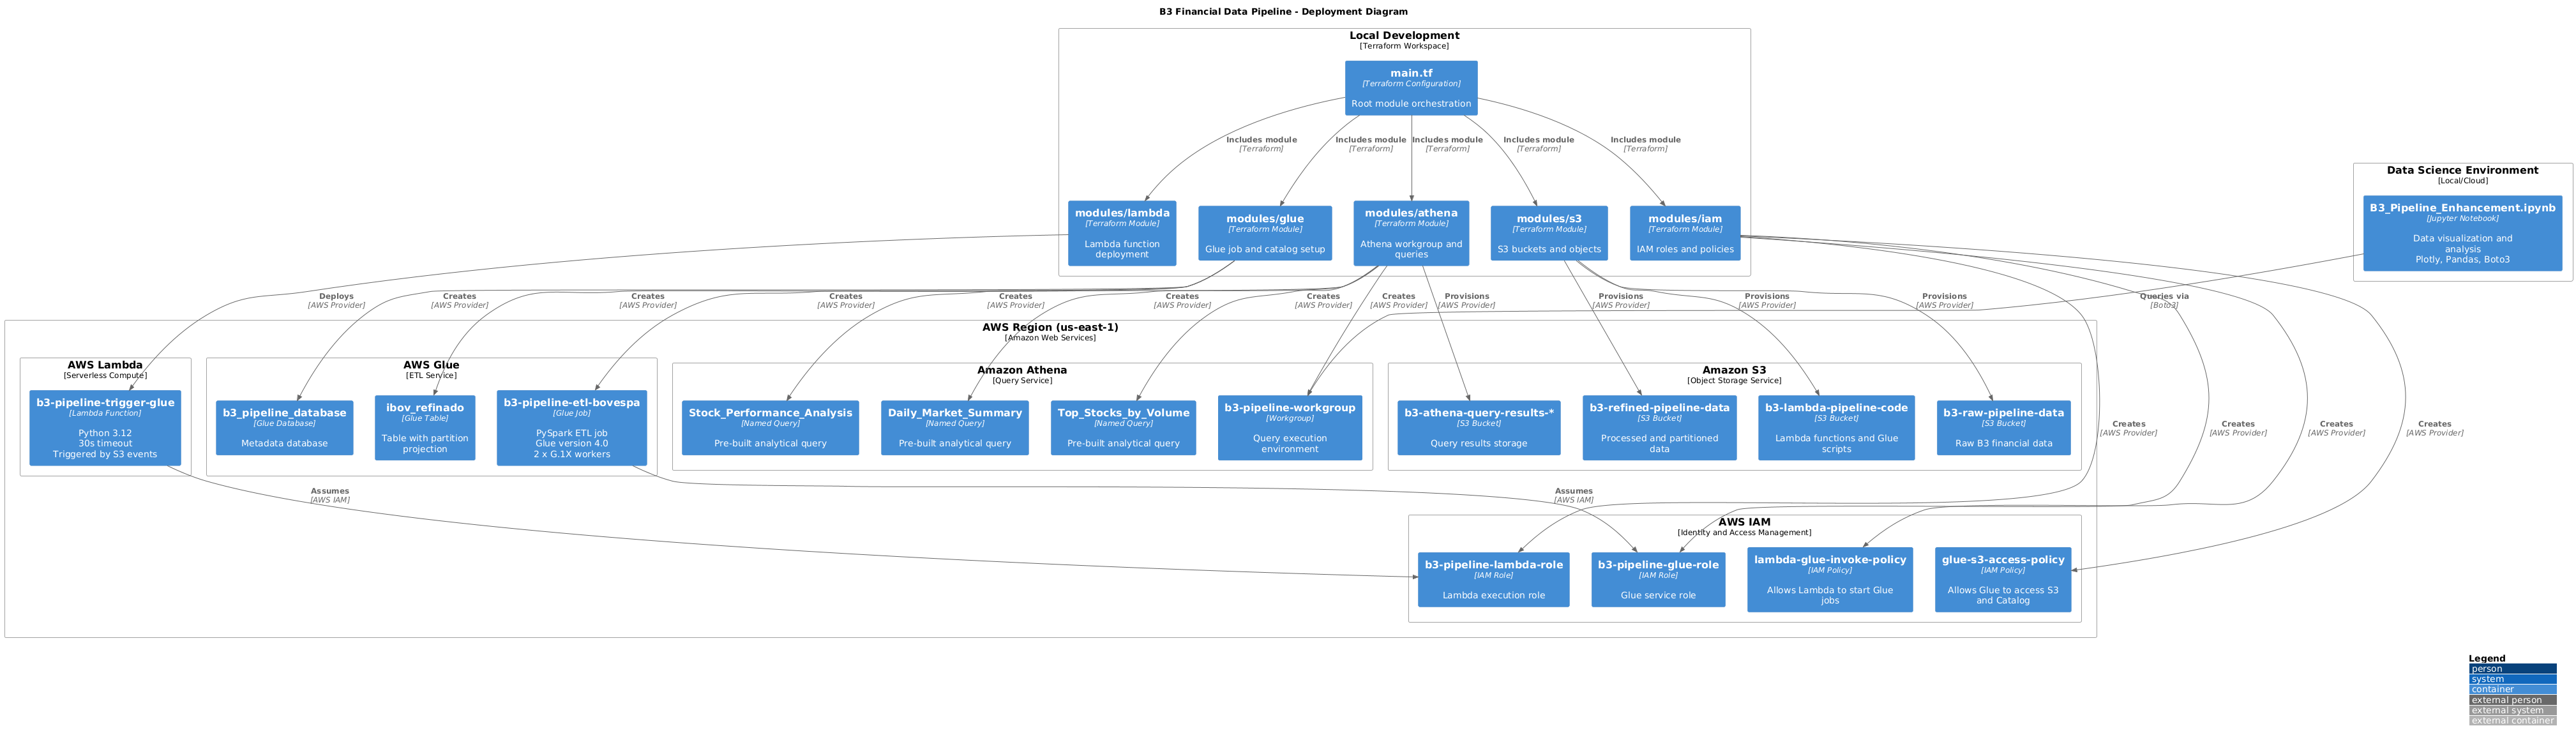 B3 Financial Data Pipeline - Deployment Diagram
Local Development
[Terraform Workspace]
main.tf
[Terraform Configuration]
Root module orchestration
Includes module
[Terraform]
Includes module
[Terraform]
Includes module
[Terraform]
Includes module
[Terraform]
Includes module
[Terraform]
modules/lambda
[Terraform Module]
Lambda function
deployment
modules/glue
[Terraform Module]
Glue job and catalog setup
modules/athena
[Terraform Module]
Athena workgroup and
queries
modules/s3
[Terraform Module]
S3 buckets and objects
modules/iam
[Terraform Module]
IAM roles and policies
Data Science Environment
[Local/Cloud]
B3_Pipeline_Enhancement.ipynb
[Jupyter Notebook]
Data visualization and
analysis
Plotly, Pandas, Boto3
Deploys
[AWS Provider]
Creates
[AWS Provider]
Creates
[AWS Provider]
Creates
[AWS Provider]
Creates
[AWS Provider]
Creates
[AWS Provider]
Creates
[AWS Provider]
Creates
[AWS Provider]
Provisions
[AWS Provider]
Provisions
[AWS Provider]
Provisions
[AWS Provider]
Provisions
[AWS Provider]
Queries via
[Boto3]
AWS Region (us-east-1)
[Amazon Web Services]
AWS Lambda
[Serverless Compute]
b3-pipeline-trigger-glue
[Lambda Function]
Python 3.12
30s timeout
Triggered by S3 events
AWS Glue
[ETL Service]
b3_pipeline_database
[Glue Database]
Metadata database
ibov_refinado
[Glue Table]
Table with partition
projection
b3-pipeline-etl-bovespa
[Glue Job]
PySpark ETL job
Glue version 4.0
2 x G.1X workers
Amazon Athena
[Query Service]
Stock_Performance_Analysis
[Named Query]
Pre-built analytical query
Daily_Market_Summary
[Named Query]
Pre-built analytical query
Top_Stocks_by_Volume
[Named Query]
Pre-built analytical query
b3-pipeline-workgroup
[Workgroup]
Query execution
environment
Amazon S3
[Object Storage Service]
b3-athena-query-results-*
[S3 Bucket]
Query results storage
b3-refined-pipeline-data
[S3 Bucket]
Processed and partitioned
data
b3-lambda-pipeline-code
[S3 Bucket]
Lambda functions and Glue
scripts
b3-raw-pipeline-data
[S3 Bucket]
Raw B3 financial data
Creates
[AWS Provider]
Creates
[AWS Provider]
Creates
[AWS Provider]
Creates
[AWS Provider]
Assumes
[AWS IAM]
Assumes
[AWS IAM]
AWS IAM
[Identity and Access Management]
b3-pipeline-lambda-role
[IAM Role]
Lambda execution role
b3-pipeline-glue-role
[IAM Role]
Glue service role
lambda-glue-invoke-policy
[IAM Policy]
Allows Lambda to start Glue
jobs
glue-s3-access-policy
[IAM Policy]
Allows Glue to access S3
and Catalog
Legend
person
system
container
external person
external system
external container